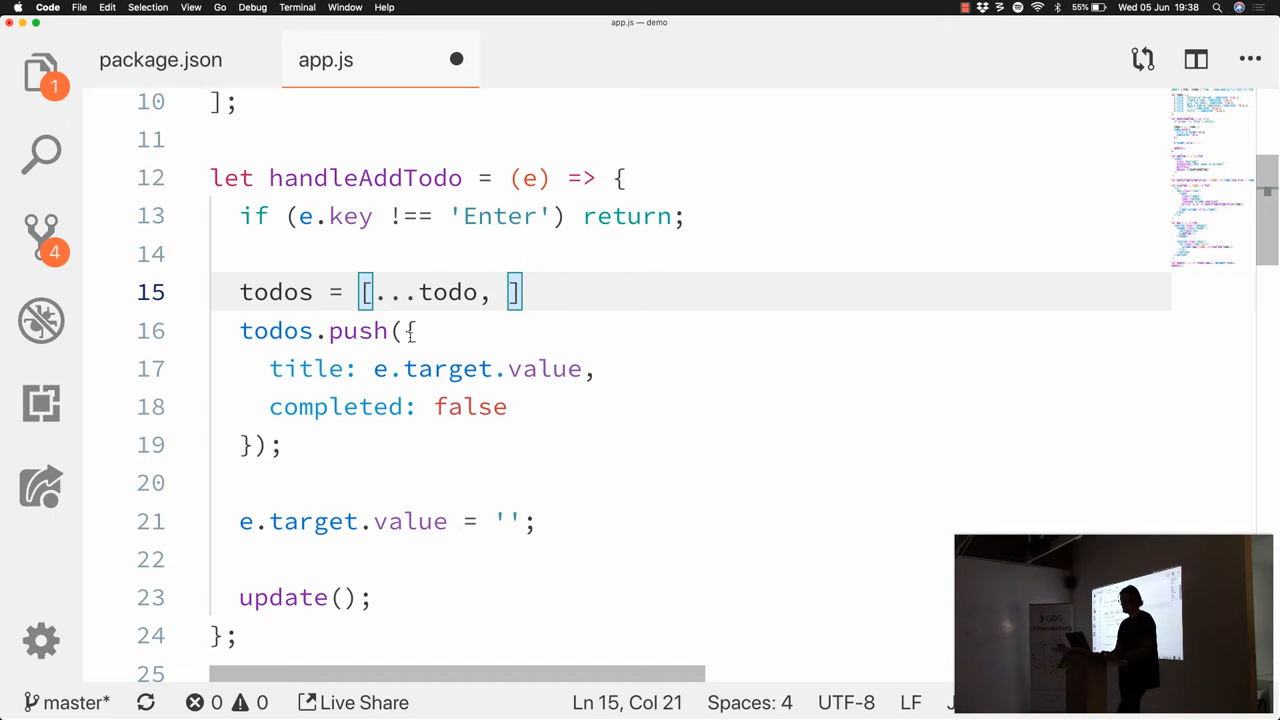 Code File Edit Selection View Go Debug Terminal Window Help 55% Wed 05 Jun 19:38
app.js — demo
package.json app.js
1
4
10 ];
11
12 let handleAddTodo = (e) => {
13 if (e.key !== 'Enter') return;
14
15 todos = [...todo, ]
16 todos.push({
17 title: e.target.value,
18 completed: false
19 });
20
21 e.target.value = '';
22
23 update();
24 };
25
master* 0 0 Live Share Ln 15, Col 21 Spaces: 4 UTF-8 LF
GDG